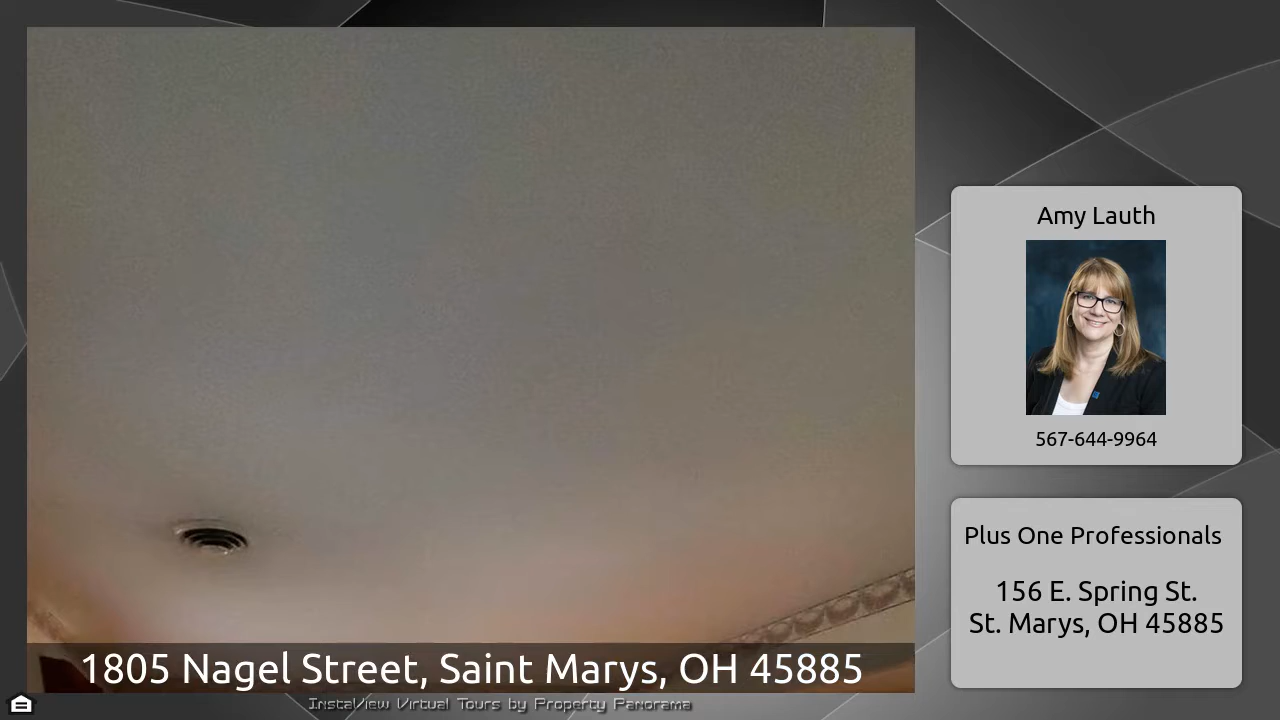 Amy Lauth
567-644-9964
Plus One Professionals
156 E. Spring St.
St. Marys, OH 45885
1805 Nagel Street, Saint Marys, OH 45885
InstaView Virtual Tours by Property Panorama